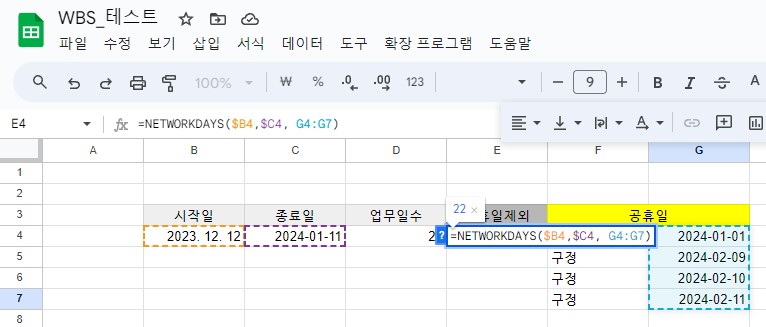 WBS_테스트
파일 수정 보기 삽입 서식 데이터 도구 확장 프로그램 도움말
100% ₩ % .0 .00 123 9 B I S A
E4 fx =NETWORKDAYS($B4,$C4, G4:G7)
A B C D E F G
1
2
22 ×
3 시작일 종료일 업무일수 휴일제외 공휴일
4 2023. 12. 12 2024-01-11 2 ? =NETWORKDAYS($B4,$C4, G4:G7) 2024-01-01
5 구정 2024-02-09
6 구정 2024-02-10
7 구정 2024-02-11
8